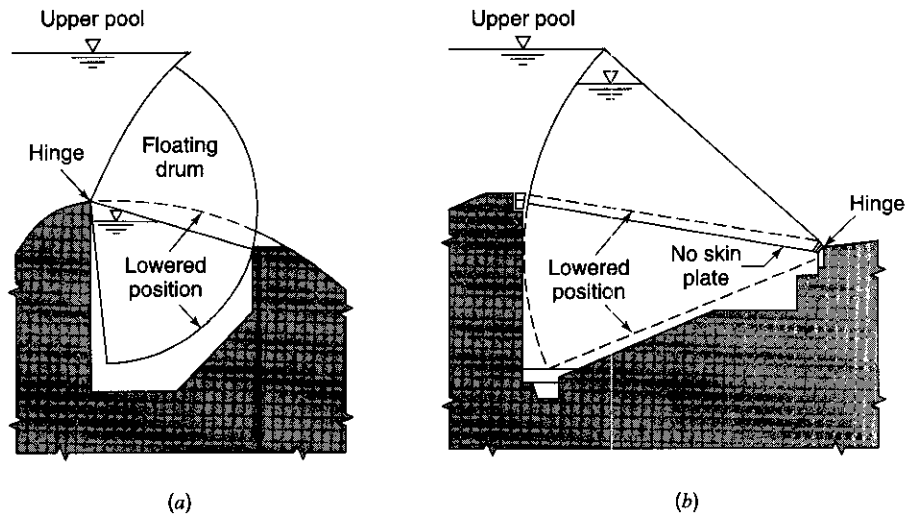 Upper pool
Hinge
Floating
drum
Lowered
position
(a)
Upper pool
Hinge
No skin
plate
Lowered
position
(b)